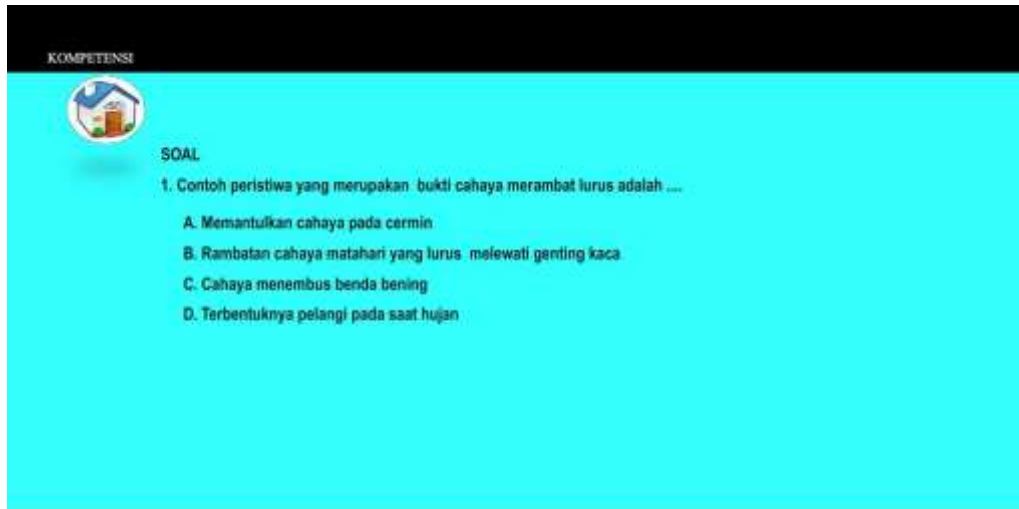 KOMPETENSI
SOAL
1. Contoh peristiwa yang merupakan bukti cahaya merambat lurus adalah ....
A. Memantulkan cahaya pada cermin
B. Rambatan cahaya matahari yang lurus melewati genting kaca
C. Cahaya menembus benda bening
D. Terbentuknya pelangi pada saat hujan